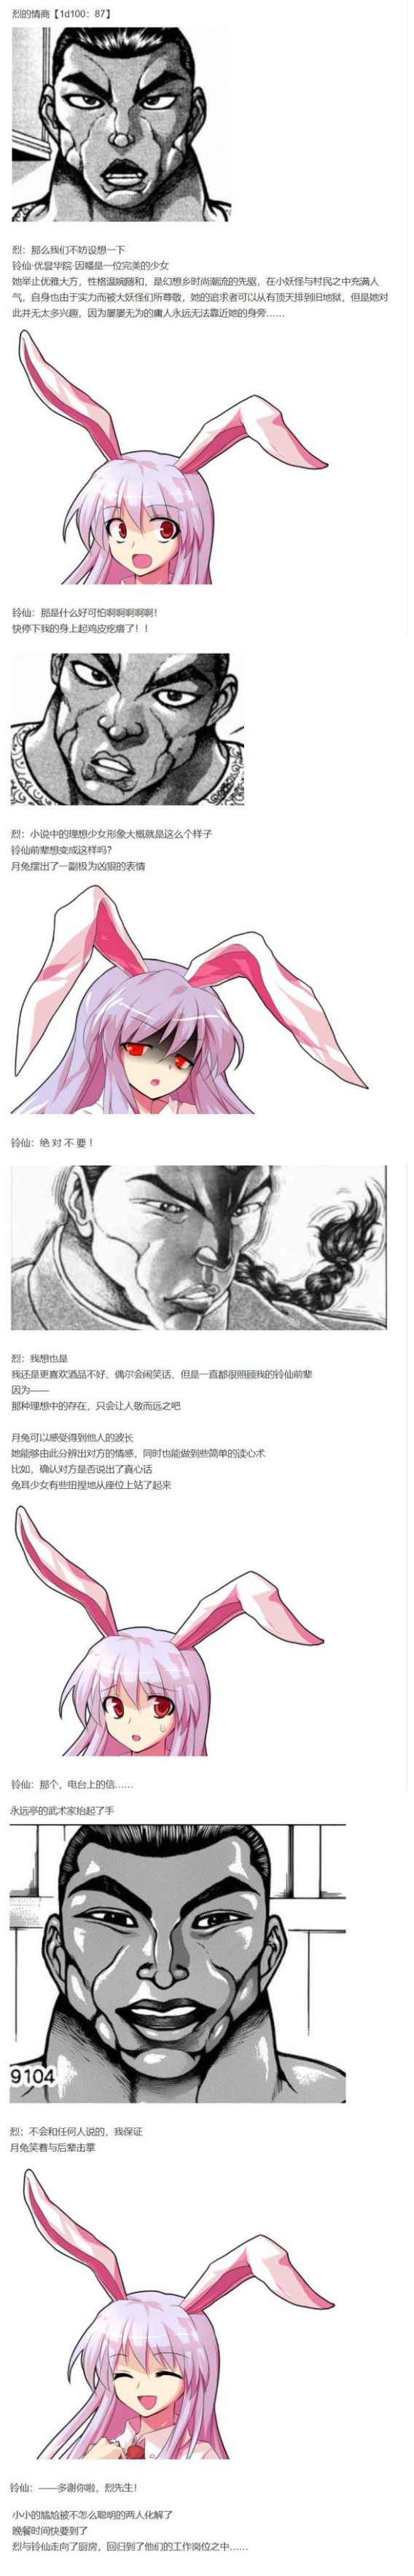 烈的情商【1d100：87】
烈：那么我们不妨设想一下
铃仙·优昙华院·因幡是一位完美的少女
她举止优雅大方，性格温婉随和，是幻想乡时尚潮流的先驱，在小妖怪与村民之中充满人
气，自身也由于实力而被大妖怪们所尊敬，她的追求者可以从有顶天排到旧地狱，但是她对
此并无太多兴趣，因为屡屡无为的庸人永远无法靠近她的身旁……
铃仙：那是什么好可怕啊啊啊啊啊！
快停下我的身上起鸡皮疙瘩了！！
烈：小说中的理想少女形象大概就是这么个样子
铃仙前辈想变成这样吗？
月兔摆出了一副极为凶狠的表情
铃仙：绝 对 不 要！
烈：我想也是
我还是更喜欢酒品不好、偶尔会闹笑话、但是一直都很照顾我的铃仙前辈
因为——
那种理想中的存在，只会让人敬而远之吧
月兔可以感受得到他人的波长
她能够由此分辨出对方的情感，同时也能做到些简单的读心术
比如，确认对方是否说出了真心话
兔耳少女有些扭捏地从座位上站了起来
铃仙：那个，电台上的信……
永远亭的武术家抬起了手
9104
烈：不会和任何人说的，我保证
月兔笑着与后辈击掌
铃仙：——多谢你啦，烈先生！
小小的尴尬被不怎么聪明的两人化解了
晚餐时间快要到了
烈与铃仙走向了厨房，回归到了他们的工作岗位之中……